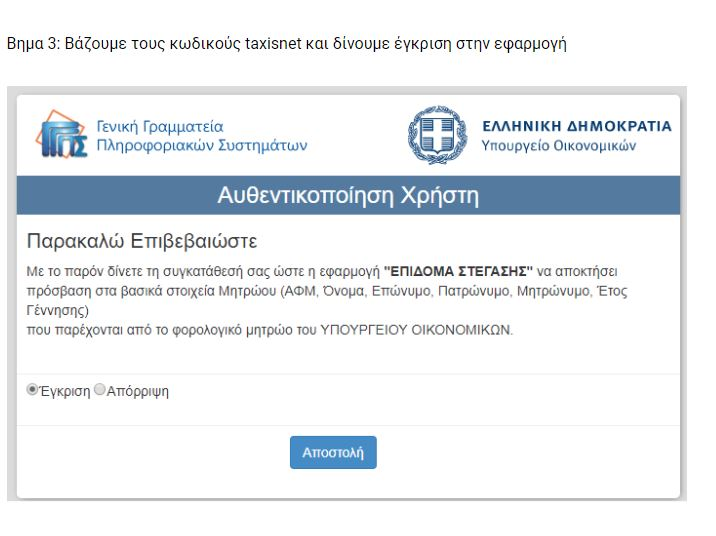 Βημα 3: Βάζουμε τους κωδικούς taxisnet και δίνουμε έγκριση στην εφαρμογή
ΓΓΠΣ
Γενική Γραμματεία
Πληροφοριακών Συστημάτων
ΕΛΛΗΝΙΚΗ ΔΗΜΟΚΡΑΤΙΑ
Υπουργείο Οικονομικών
Αυθεντικοποίηση Χρήστη
Παρακαλώ Επιβεβαιώστε
Με το παρόν δίνετε τη συγκατάθεσή σας ώστε η εφαρμογή "ΕΠΙΔΟΜΑ ΣΤΕΓΑΣΗΣ" να αποκτήσει
πρόσβαση στα βασικά στοιχεία Μητρώου (ΑΦΜ, Όνομα, Επώνυμο, Πατρώνυμο, Μητρώνυμο, Έτος
Γέννησης)
που παρέχονται από το φορολογικό μητρώο του ΥΠΟΥΡΓΕΙΟΥ ΟΙΚΟΝΟΜΙΚΩΝ.
Έγκριση Απόρριψη
Αποστολή